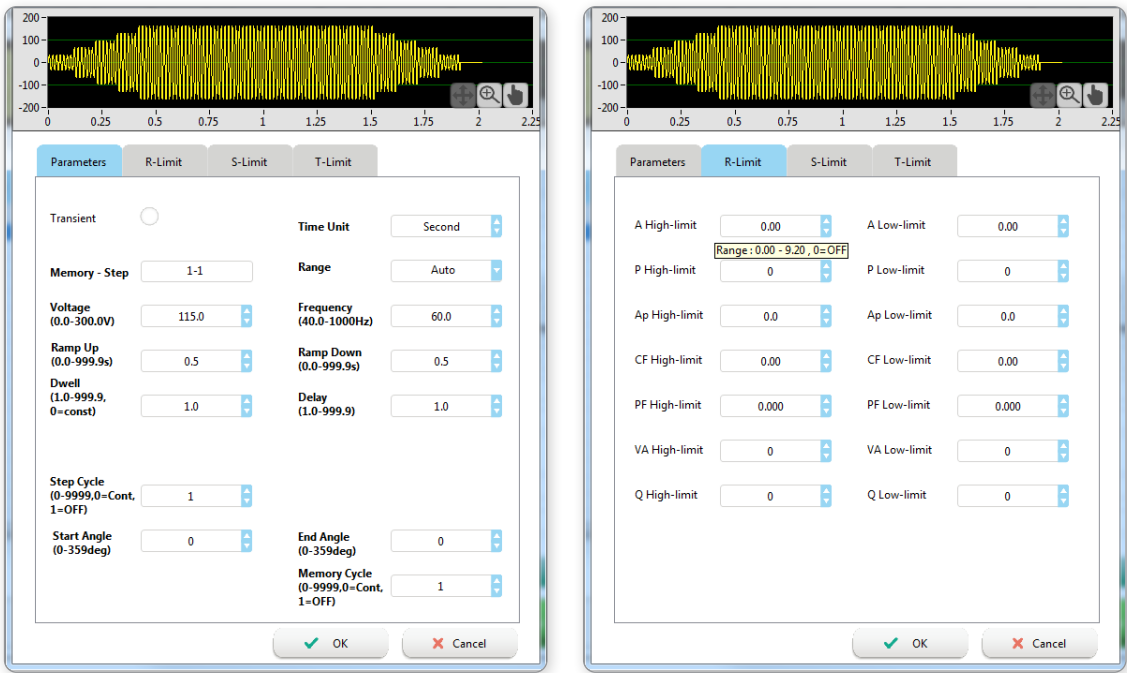 200
100
0
-100
-200
0
0.25
0.5
0.75
1
1.25
1.5
1.75
2
2.25
Parameters
R-Limit
S-Limit
T-Limit
Transient
Time Unit
Second
Memory - Step
1-1
Range
Auto
Voltage
(0.0-300.0V)
115.0
Frequency
(40.0-1000Hz)
60.0
Ramp Up
(0.0-999.9s)
0.5
Ramp Down
(0.0-999.9s)
0.5
Dwell
(1.0-999.9,
0=const)
1.0
Delay
(1.0-999.9)
1.0
Step Cycle
(0-9999,0=Cont,
1=OFF)
1
Start Angle
(0-359deg)
0
End Angle
(0-359deg)
0
Memory Cycle
(0-9999,0=Cont,
1=OFF)
1
OK
Cancel
200
100
0
-100
-200
0
0.25
0.5
0.75
1
1.25
1.5
1.75
2
2.25
Parameters
R-Limit
S-Limit
T-Limit
A High-limit
0.00
A Low-limit
0.00
Range : 0.00 - 9.20 , 0=OFF
P High-limit
0
P Low-limit
0
Ap High-limit
0.0
Ap Low-limit
0.0
CF High-limit
0.00
CF Low-limit
0.00
PF High-limit
0.000
PF Low-limit
0.000
VA High-limit
0
VA Low-limit
0
Q High-limit
0
Q Low-limit
0
OK
Cancel